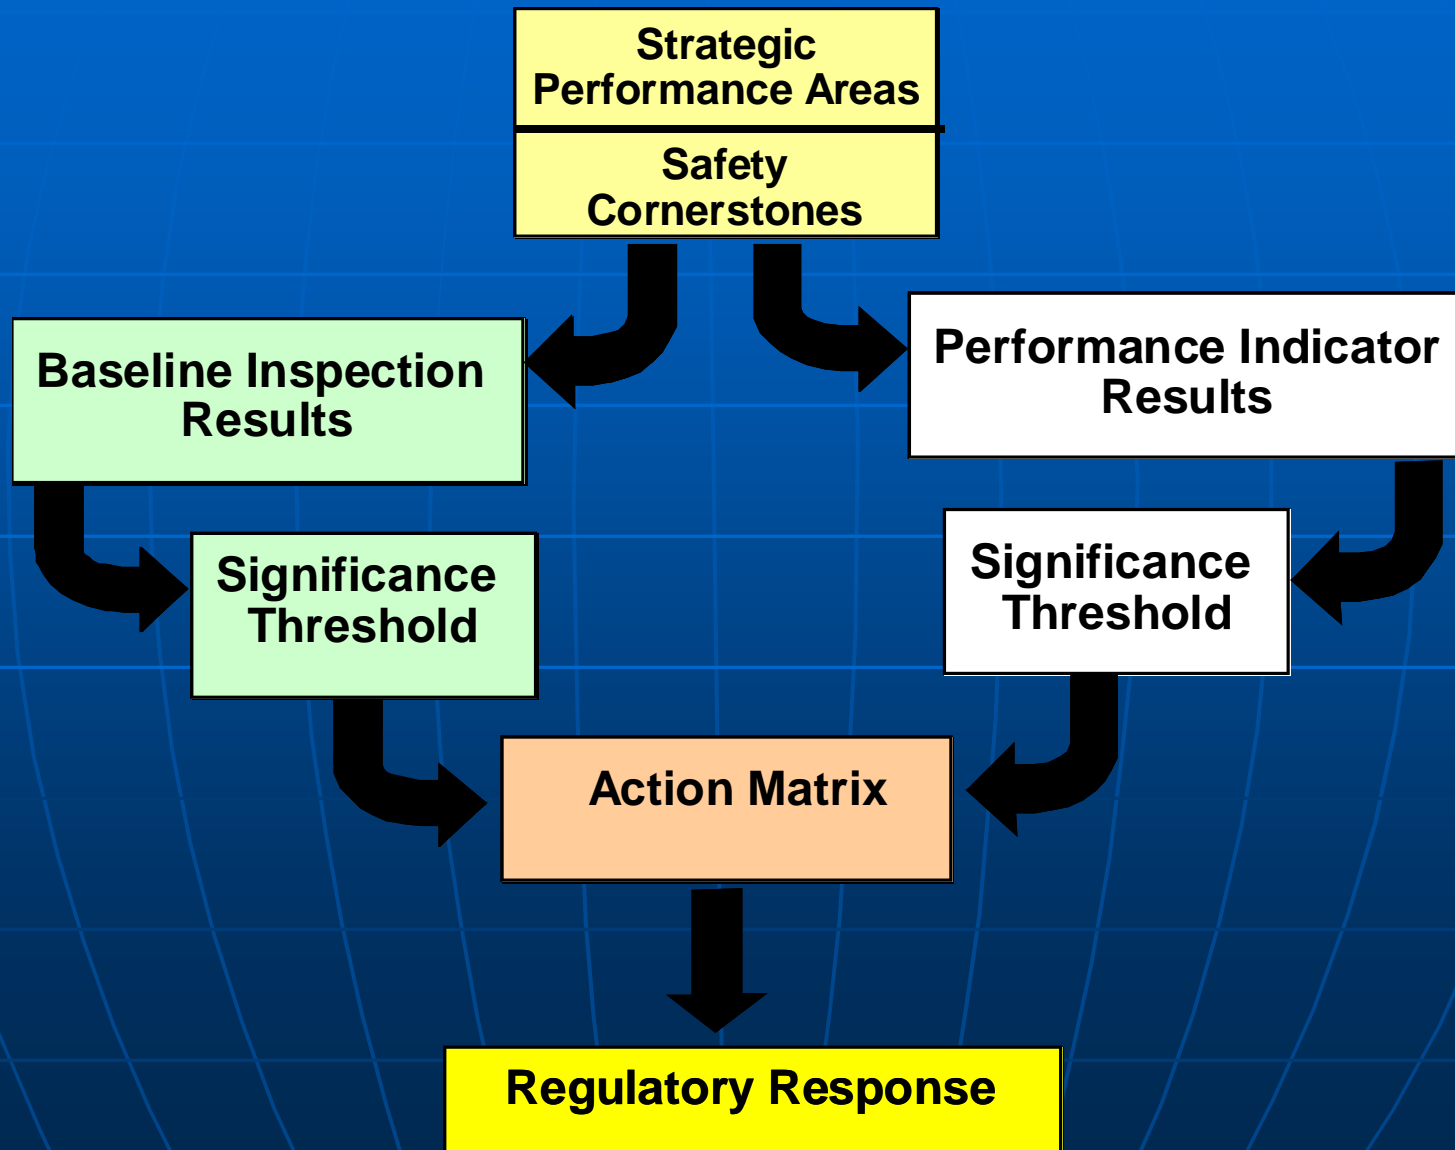 Strategic
Performance Areas
Safety
Cornerstones
Baseline Inspection
Results
Performance Indicator
Results
Significance
Threshold
Significance
Threshold
Action Matrix
Regulatory Response